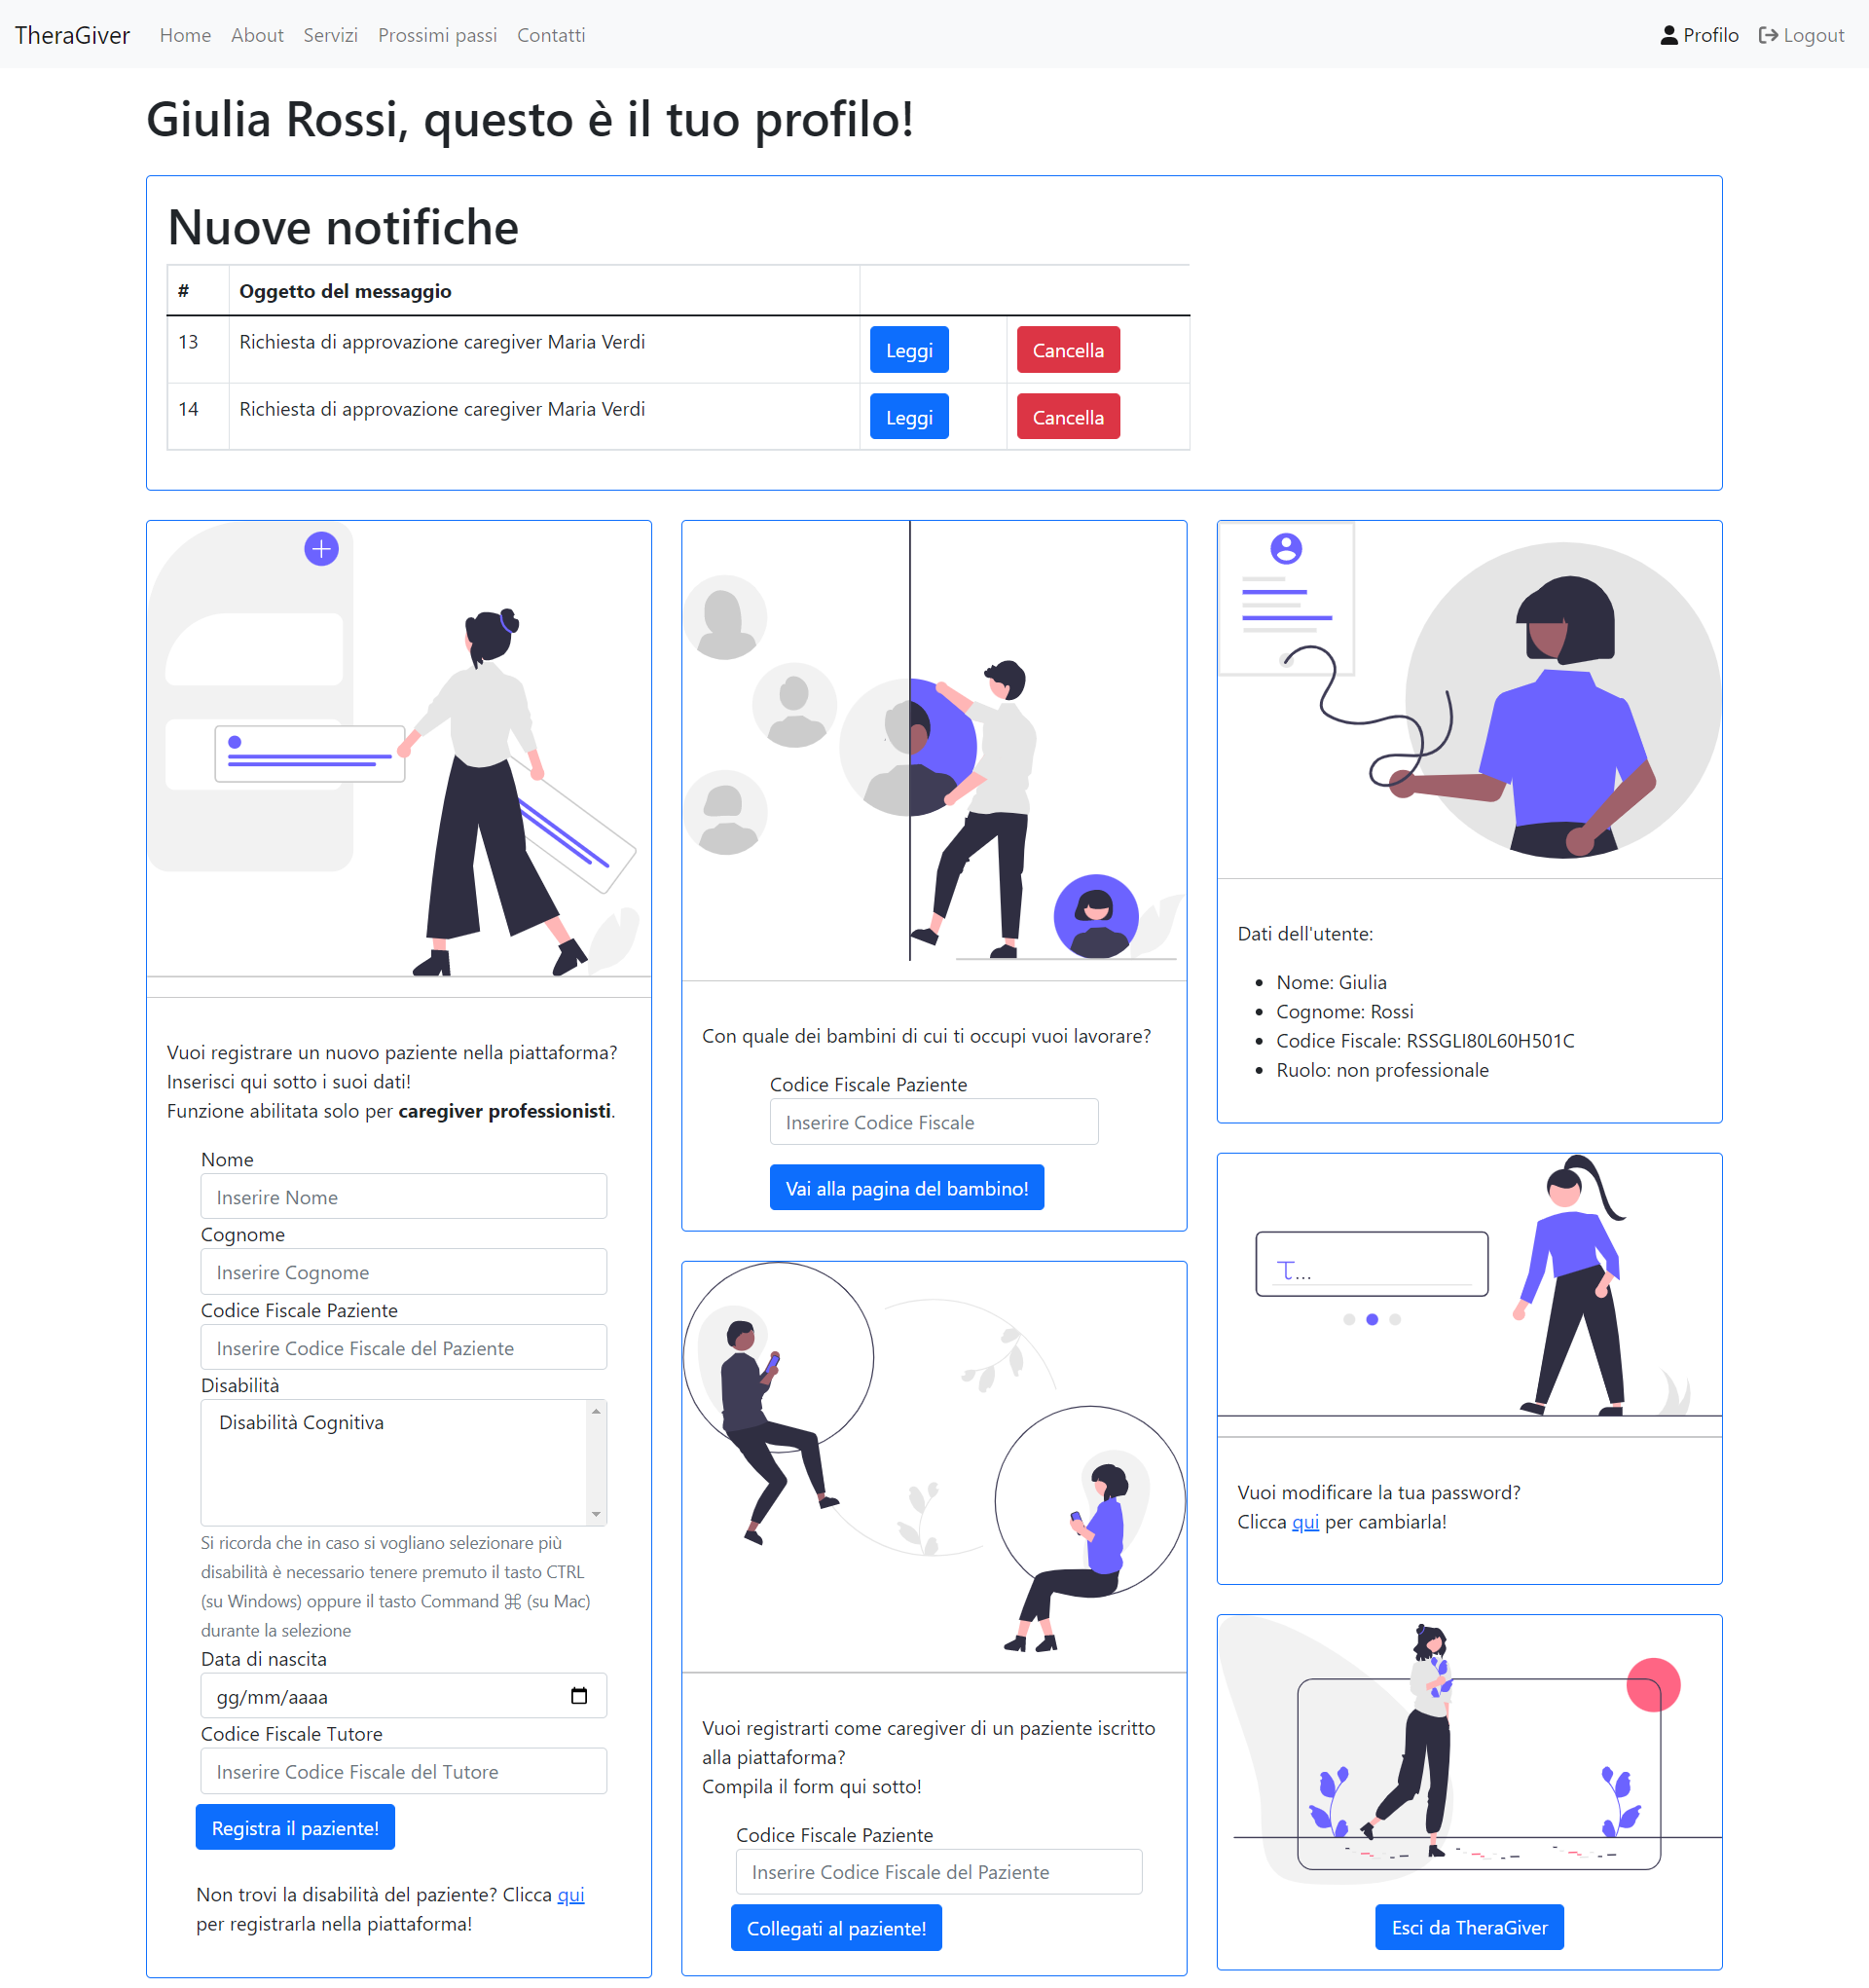 TheraGiver Home About Servizi Prossimi passi Contatti Profilo Logout
Giulia Rossi, questo è il tuo profilo!
Nuove notifiche
# Oggetto del messaggio
13 Richiesta di approvazione caregiver Maria Verdi Leggi Cancella
14 Richiesta di approvazione caregiver Maria Verdi Leggi Cancella
Vuoi registrare un nuovo paziente nella piattaforma?
Inserisci qui sotto i suoi dati!
Funzione abilitata solo per caregiver professionisti.
Nome
Inserire Nome
Cognome
Inserire Cognome
Codice Fiscale Paziente
Inserire Codice Fiscale del Paziente
Disabilità
Disabilità Cognitiva
Si ricorda che in caso si vogliano selezionare più
disabilità è necessario tenere premuto il tasto CTRL
(su Windows) oppure il tasto Command ⌘ (su Mac)
durante la selezione
Data di nascita
gg/mm/aaaa
Codice Fiscale Tutore
Inserire Codice Fiscale del Tutore
Registra il paziente!
Non trovi la disabilità del paziente? Clicca qui
per registrarla nella piattaforma!
Con quale dei bambini di cui ti occupi vuoi lavorare?
Codice Fiscale Paziente
Inserire Codice Fiscale
Vai alla pagina del bambino!
Vuoi registrarti come caregiver di un paziente iscritto
alla piattaforma?
Compila il form qui sotto!
Codice Fiscale Paziente
Inserire Codice Fiscale del Paziente
Collegati al paziente!
Dati dell'utente:
• Nome: Giulia
• Cognome: Rossi
• Codice Fiscale: RSSGLI80L60H501C
• Ruolo: non professionale
Vuoi modificare la tua password?
Clicca qui per cambiarla!
Esci da TheraGiver